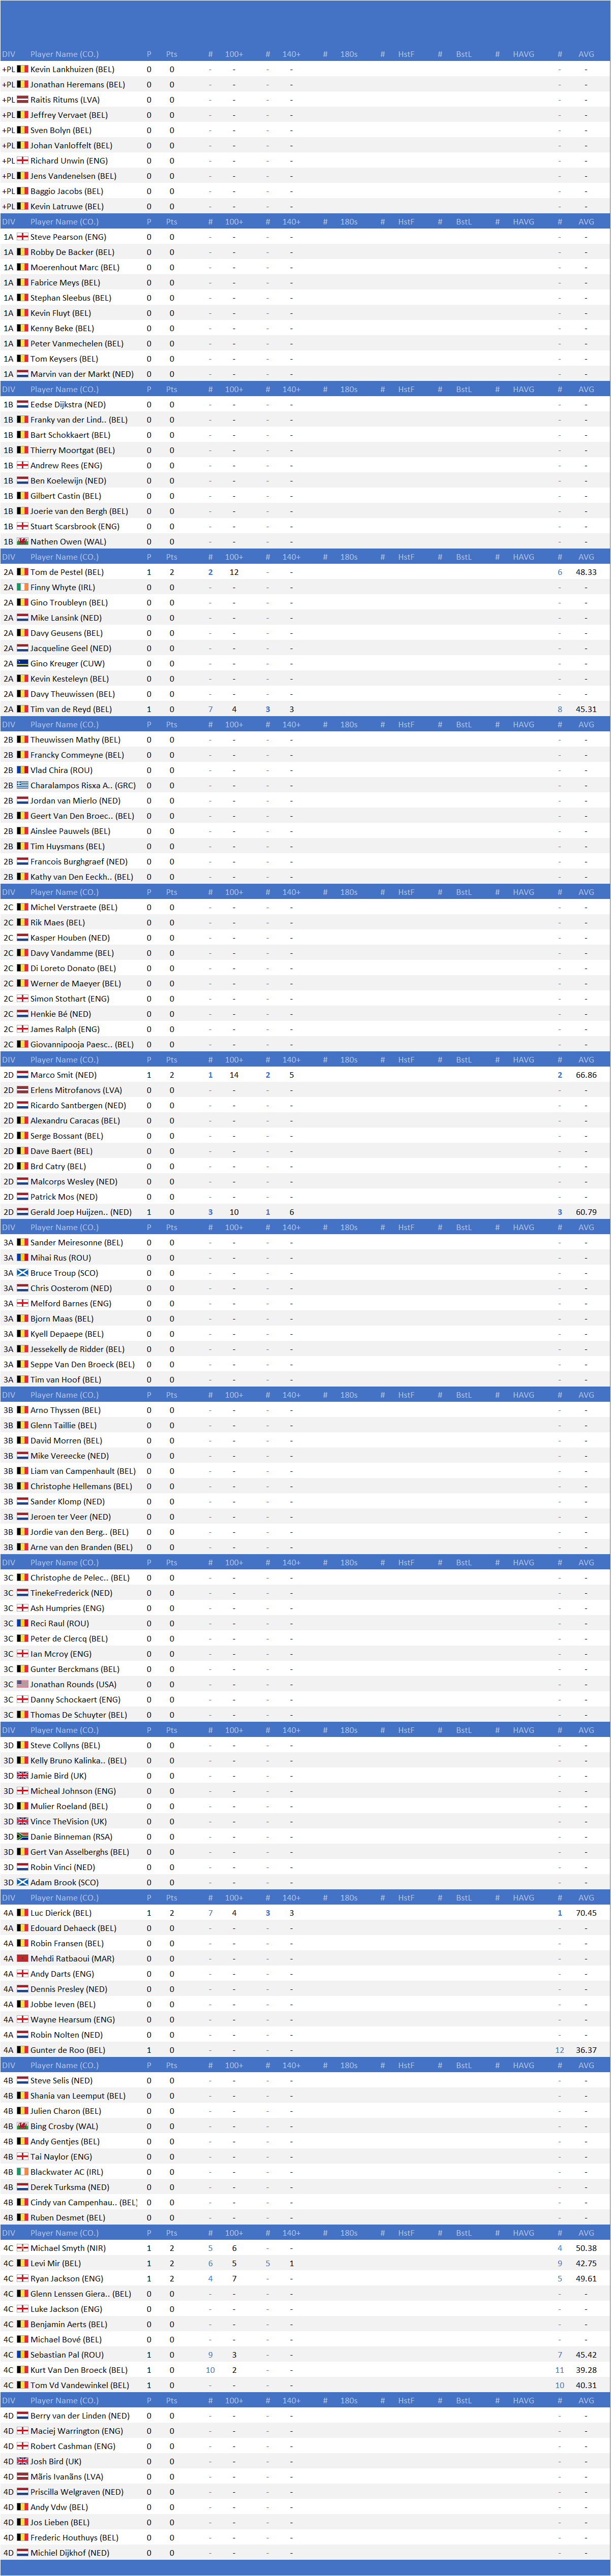 DIV Player Name (CO.) P Pts # 100+ # 140+ # 180s # HstF # BstL # HAVG # AVG
+PL Kevin Lankhuizen (BEL) 0 0 - - - - - -
+PL Jonathan Heremans (BEL) 0 0 - - - - - -
+PL Raitis Ritums (LVA) 0 0 - - - - - -
+PL Jeffrey Vervaet (BEL) 0 0 - - - - - -
+PL Sven Bolyn (BEL) 0 0 - - - - - -
+PL Johan Vanloffelt (BEL) 0 0 - - - - - -
+PL Richard Unwin (ENG) 0 0 - - - - - -
+PL Jens Vandenelsen (BEL) 0 0 - - - - - -
+PL Baggio Jacobs (BEL) 0 0 - - - - - -
+PL Kevin Latruwe (BEL) 0 0 - - - - - -
DIV Player Name (CO.) P Pts # 100+ # 140+ # 180s # HstF # BstL # HAVG # AVG
1A Steve Pearson (ENG) 0 0 - - - - - -
1A Robby De Backer (BEL) 0 0 - - - - - -
1A Moerenhout Marc (BEL) 0 0 - - - - - -
1A Fabrice Meys (BEL) 0 0 - - - - - -
1A Stephan Sleebus (BEL) 0 0 - - - - - -
1A Kevin Fluyt (BEL) 0 0 - - - - - -
1A Kenny Beke (BEL) 0 0 - - - - - -
1A Peter Vanmechelen (BEL) 0 0 - - - - - -
1A Tom Keysers (BEL) 0 0 - - - - - -
1A Marvin van der Markt (NED) 0 0 - - - - - -
DIV Player Name (CO.) P Pts # 100+ # 140+ # 180s # HstF # BstL # HAVG # AVG
1B Eedse Dijkstra (NED) 0 0 - - - - - -
1B Franky van der Lind.. (BEL) 0 0 - - - - - -
1B Bart Schokkaert (BEL) 0 0 - - - - - -
1B Thierry Moortgat (BEL) 0 0 - - - - - -
1B Andrew Rees (ENG) 0 0 - - - - - -
1B Ben Koelewijn (NED) 0 0 - - - - - -
1B Gilbert Castin (BEL) 0 0 - - - - - -
1B Joerie van den Bergh (BEL) 0 0 - - - - - -
1B Stuart Scarsbrook (ENG) 0 0 - - - - - -
1B Nathen Owen (WAL) 0 0 - - - - - -
DIV Player Name (CO.) P Pts # 100+ # 140+ # 180s # HstF # BstL # HAVG # AVG
2A Tom de Pestel (BEL) 1 2 2 12 - - 6 48.33
2A Finny Whyte (IRL) 0 0 - - - - - -
2A Gino Troubleyn (BEL) 0 0 - - - - - -
2A Mike Lansink (NED) 0 0 - - - - - -
2A Davy Geusens (BEL) 0 0 - - - - - -
2A Jacqueline Geel (NED) 0 0 - - - - - -
2A Gino Kreuger (CUW) 0 0 - - - - - -
2A Kevin Kesteleyn (BEL) 0 0 - - - - - -
2A Davy Theuwissen (BEL) 0 0 - - - - - -
2A Tim van de Reyd (BEL) 1 0 7 4 3 3 8 45.31
DIV Player Name (CO.) P Pts # 100+ # 140+ # 180s # HstF # BstL # HAVG # AVG
2B Theuwissen Mathy (BEL) 0 0 - - - - - -
2B Francky Commeyne (BEL) 0 0 - - - - - -
2B Vlad Chira (ROU) 0 0 - - - - - -
2B Charalampos Risxa A.. (GRC) 0 0 - - - - - -
2B Jordan van Mierlo (NED) 0 0 - - - - - -
2B Geert Van Den Broec.. (BEL) 0 0 - - - - - -
2B Ainslee Pauwels (BEL) 0 0 - - - - - -
2B Tim Huysmans (BEL) 0 0 - - - - - -
2B Francois Burghgraef (NED) 0 0 - - - - - -
2B Kathy van Den Eeckh.. (BEL) 0 0 - - - - - -
DIV Player Name (CO.) P Pts # 100+ # 140+ # 180s # HstF # BstL # HAVG # AVG
2C Michel Verstraete (BEL) 0 0 - - - - - -
2C Rik Maes (BEL) 0 0 - - - - - -
2C Kasper Houben (NED) 0 0 - - - - - -
2C Davy Vandamme (BEL) 0 0 - - - - - -
2C Di Loreto Donato (BEL) 0 0 - - - - - -
2C Werner de Maeyer (BEL) 0 0 - - - - - -
2C Simon Stothart (ENG) 0 0 - - - - - -
2C Henkie Bé (NED) 0 0 - - - - - -
2C James Ralph (ENG) 0 0 - - - - - -
2C Giovannipooja Paesc.. (BEL) 0 0 - - - - - -
DIV Player Name (CO.) P Pts # 100+ # 140+ # 180s # HstF # BstL # HAVG # AVG
2D Marco Smit (NED) 1 2 1 14 2 5 2 66.86
2D Erlens Mitrofanovs (LVA) 0 0 - - - - - -
2D Ricardo Santbergen (NED) 0 0 - - - - - -
2D Alexandru Caracas (BEL) 0 0 - - - - - -
2D Serge Bossant (BEL) 0 0 - - - - - -
2D Dave Baert (BEL) 0 0 - - - - - -
2D Brd Catry (BEL) 0 0 - - - - - -
2D Malcorps Wesley (NED) 0 0 - - - - - -
2D Patrick Mos (NED) 0 0 - - - - - -
2D Gerald Joep Huijzen.. (NED) 1 0 3 10 1 6 3 60.79
DIV Player Name (CO.) P Pts # 100+ # 140+ # 180s # HstF # BstL # HAVG # AVG
3A Sander Meiresonne (BEL) 0 0 - - - - - -
3A Mihai Rus (ROU) 0 0 - - - - - -
3A Bruce Troup (SCO) 0 0 - - - - - -
3A Chris Oosterom (NED) 0 0 - - - - - -
3A Melford Barnes (ENG) 0 0 - - - - - -
3A Bjorn Maas (BEL) 0 0 - - - - - -
3A Kyell Depaepe (BEL) 0 0 - - - - - -
3A Jessekelly de Ridder (BEL) 0 0 - - - - - -
3A Seppe Van Den Broeck (BEL) 0 0 - - - - - -
3A Tim van Hoof (BEL) 0 0 - - - - - -
DIV Player Name (CO.) P Pts # 100+ # 140+ # 180s # HstF # BstL # HAVG # AVG
3B Arno Thyssen (BEL) 0 0 - - - - - -
3B Glenn Taillie (BEL) 0 0 - - - - - -
3B David Morren (BEL) 0 0 - - - - - -
3B Mike Vereecke (NED) 0 0 - - - - - -
3B Liam van Campenhault (BEL) 0 0 - - - - - -
3B Christophe Hellemans (BEL) 0 0 - - - - - -
3B Sander Klomp (NED) 0 0 - - - - - -
3B Jeroen ter Veer (NED) 0 0 - - - - - -
3B Jordie van den Berg.. (BEL) 0 0 - - - - - -
3B Arne van den Branden (BEL) 0 0 - - - - - -
DIV Player Name (CO.) P Pts # 100+ # 140+ # 180s # HstF # BstL # HAVG # AVG
3C Christophe de Pelec.. (BEL) 0 0 - - - - - -
3C TinekeFrederick (NED) 0 0 - - - - - -
3C Ash Humpries (ENG) 0 0 - - - - - -
3C Reci Raul (ROU) 0 0 - - - - - -
3C Peter de Clercq (BEL) 0 0 - - - - - -
3C Ian Mcroy (ENG) 0 0 - - - - - -
3C Gunter Berckmans (BEL) 0 0 - - - - - -
3C Jonathan Rounds (USA) 0 0 - - - - - -
3C Danny Schockaert (ENG) 0 0 - - - - - -
3C Thomas De Schuyter (BEL) 0 0 - - - - - -
DIV Player Name (CO.) P Pts # 100+ # 140+ # 180s # HstF # BstL # HAVG # AVG
3D Steve Collyns (BEL) 0 0 - - - - - -
3D Kelly Bruno Kalinka.. (BEL) 0 0 - - - - - -
3D Jamie Bird (UK) 0 0 - - - - - -
3D Micheal Johnson (ENG) 0 0 - - - - - -
3D Mulier Roeland (BEL) 0 0 - - - - - -
3D Vince TheVision (UK) 0 0 - - - - - -
3D Danie Binneman (RSA) 0 0 - - - - - -
3D Gert Van Asselberghs (BEL) 0 0 - - - - - -
3D Robin Vinci (NED) 0 0 - - - - - -
3D Adam Brook (SCO) 0 0 - - - - - -
DIV Player Name (CO.) P Pts # 100+ # 140+ # 180s # HstF # BstL # HAVG # AVG
4A Luc Dierick (BEL) 1 2 7 4 3 3 1 70.45
4A Edouard Dehaeck (BEL) 0 0 - - - - - -
4A Robin Fransen (BEL) 0 0 - - - - - -
4A Mehdi Ratbaoui (MAR) 0 0 - - - - - -
4A Andy Darts (ENG) 0 0 - - - - - -
4A Dennis Presley (NED) 0 0 - - - - - -
4A Jobbe Ieven (BEL) 0 0 - - - - - -
4A Wayne Hearsum (ENG) 0 0 - - - - - -
4A Robin Nolten (NED) 0 0 - - - - - -
4A Gunter de Roo (BEL) 1 0 - - - - 12 36.37
DIV Player Name (CO.) P Pts # 100+ # 140+ # 180s # HstF # BstL # HAVG # AVG
4B Steve Selis (NED) 0 0 - - - - - -
4B Shania van Leemput (BEL) 0 0 - - - - - -
4B Julien Charon (BEL) 0 0 - - - - - -
4B Bing Crosby (WAL) 0 0 - - - - - -
4B Andy Gentjes (BEL) 0 0 - - - - - -
4B Tai Naylor (ENG) 0 0 - - - - - -
4B Blackwater AC (IRL) 0 0 - - - - - -
4B Derek Turksma (NED) 0 0 - - - - - -
4B Cindy van Campenhau.. (BEL) 0 0 - - - - - -
4B Ruben Desmet (BEL) 0 0 - - - - - -
DIV Player Name (CO.) P Pts # 100+ # 140+ # 180s # HstF # BstL # HAVG # AVG
4C Michael Smyth (NIR) 1 2 5 6 - - 4 50.38
4C Levi Mir (BEL) 1 2 6 5 5 1 9 42.75
4C Ryan Jackson (ENG) 1 2 4 7 - - 5 49.61
4C Glenn Lenssen Giera.. (BEL) 0 0 - - - - - -
4C Luke Jackson (ENG) 0 0 - - - - - -
4C Benjamin Aerts (BEL) 0 0 - - - - - -
4C Michael Bové (BEL) 0 0 - - - - - -
4C Sebastian Pal (ROU) 1 0 9 3 - - 7 45.42
4C Kurt Van Den Broeck (BEL) 1 0 10 2 - - 11 39.28
4C Tom Vd Vandewinkel (BEL) 1 0 - - - - 10 40.31
DIV Player Name (CO.) P Pts # 100+ # 140+ # 180s # HstF # BstL # HAVG # AVG
4D Berry van der Linden (NED) 0 0 - - - - - -
4D Maciej Warrington (ENG) 0 0 - - - - - -
4D Robert Cashman (ENG) 0 0 - - - - - -
4D Josh Bird (UK) 0 0 - - - - - -
4D Mãris Ivanãns (LVA) 0 0 - - - - - -
4D Priscilla Welgraven (NED) 0 0 - - - - - -
4D Andy Vdw (BEL) 0 0 - - - - - -
4D Jos Lieben (BEL) 0 0 - - - - - -
4D Frederic Houthuys (BEL) 0 0 - - - - - -
4D Michiel Dijkhof (NED) 0 0 - - - - - -